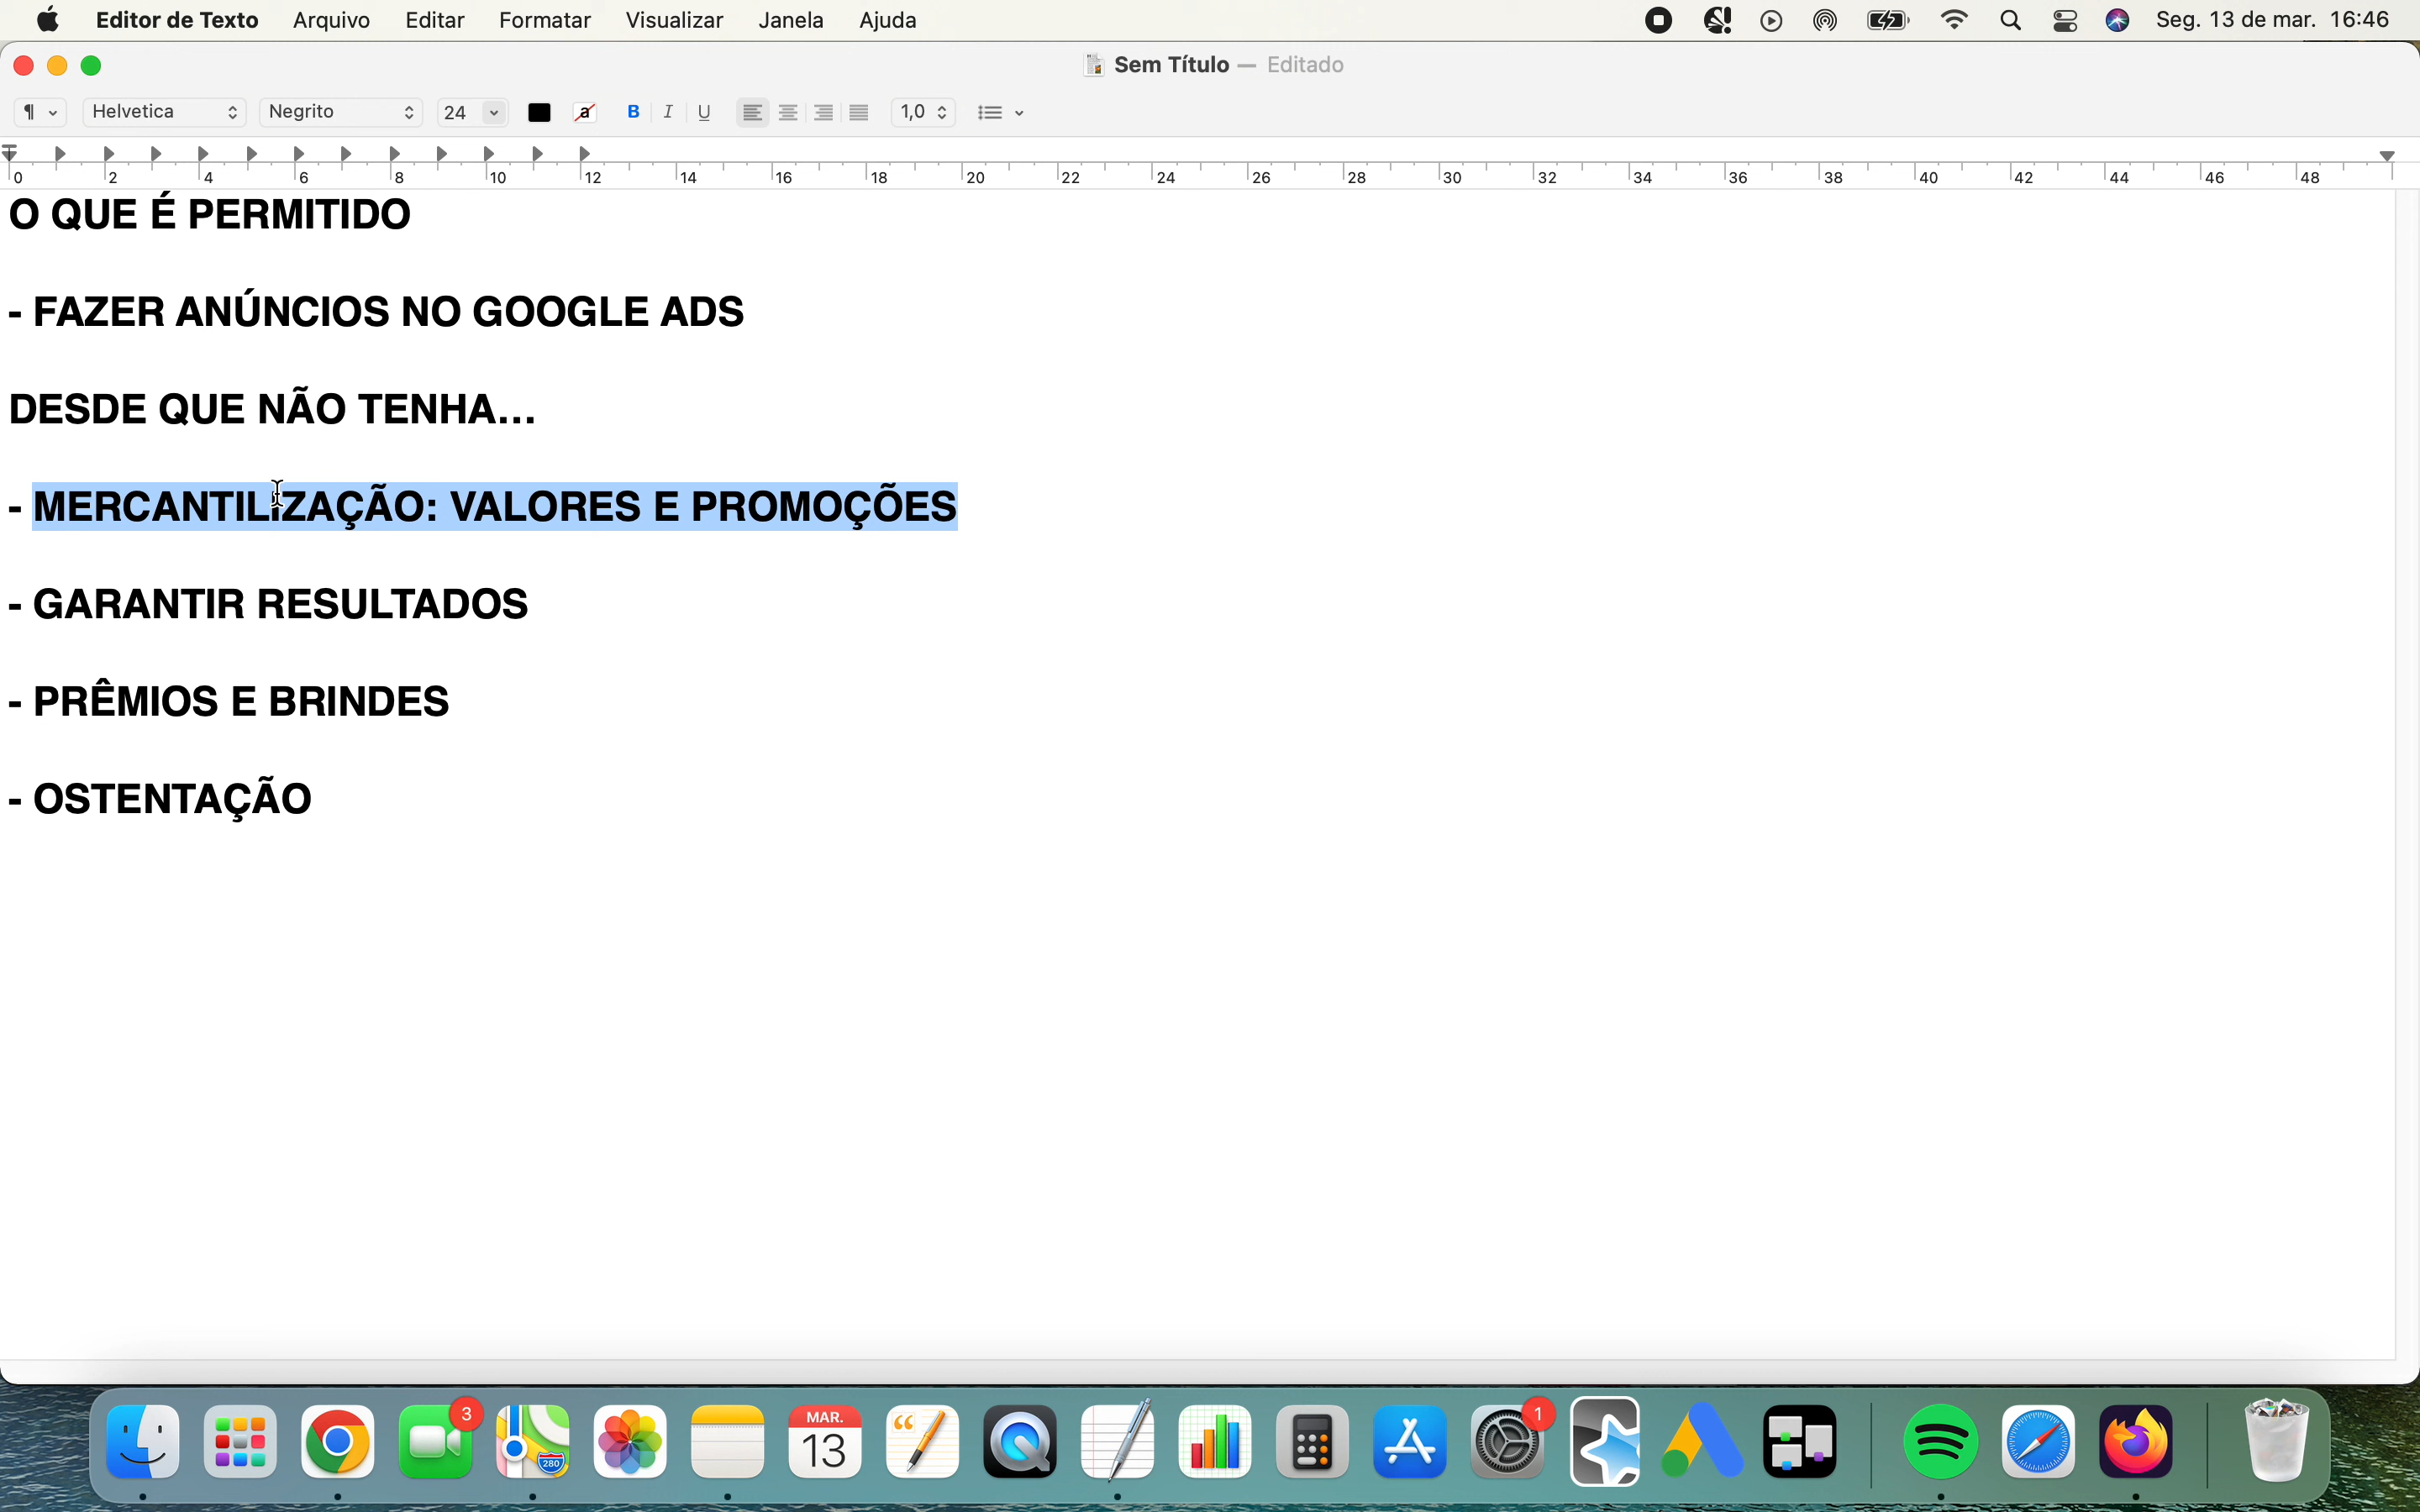 Editor de Texto Arquivo Editar Formatar Visualizar Janela Ajuda Seg. 13 de mar. 16:46
Sem Título — Editado
¶ Helvetica Negrito 24 a B I U 1,0
0 2 4 6 8 10 12 14 16 18 20 22 24 26 28 30 32 34 36 38 40 42 44 46 48
O QUE É PERMITIDO
- FAZER ANÚNCIOS NO GOOGLE ADS
DESDE QUE NÃO TENHA...
- MERCANTILIZAÇÃO: VALORES E PROMOÇÕES
- GARANTIR RESULTADOS
- PRÊMIOS E BRINDES
- OSTENTAÇÃO
3 280 MAR. 13 1